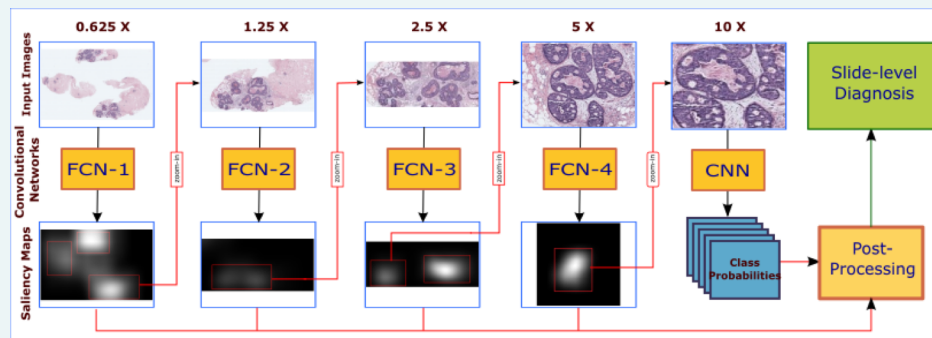 0.625 X
1.25 X
2.5 X
5 X
10 X
Input Images
zoom-in
zoom-in
zoom-in
zoom-in
Slide-level
Diagnosis
Convolutional
Networks
FCN-1
FCN-2
FCN-3
FCN-4
CNN
Saliency Maps
Class
Probabilities
Post-
Processing